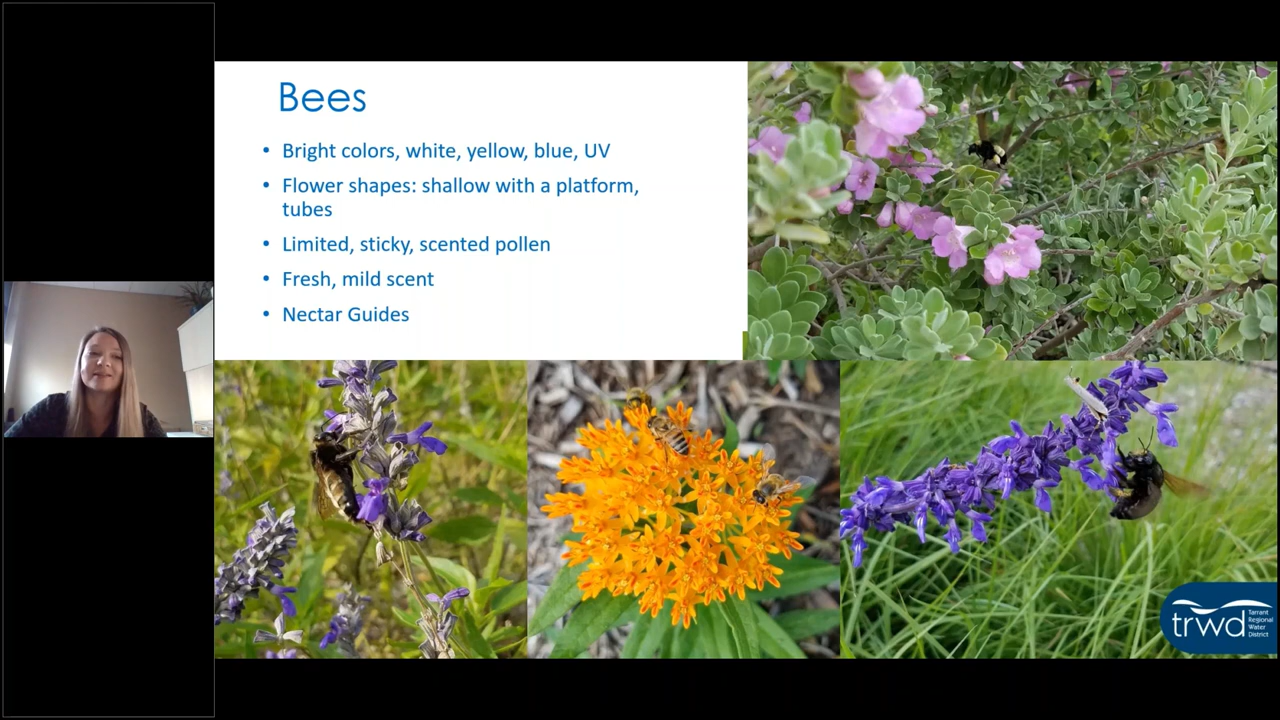 Bees
• Bright colors, white, yellow, blue, UV
• Flower shapes: shallow with a platform,
tubes
• Limited, sticky, scented pollen
• Fresh, mild scent
• Nectar Guides
trwd
Tarrant
Regional
Water
District